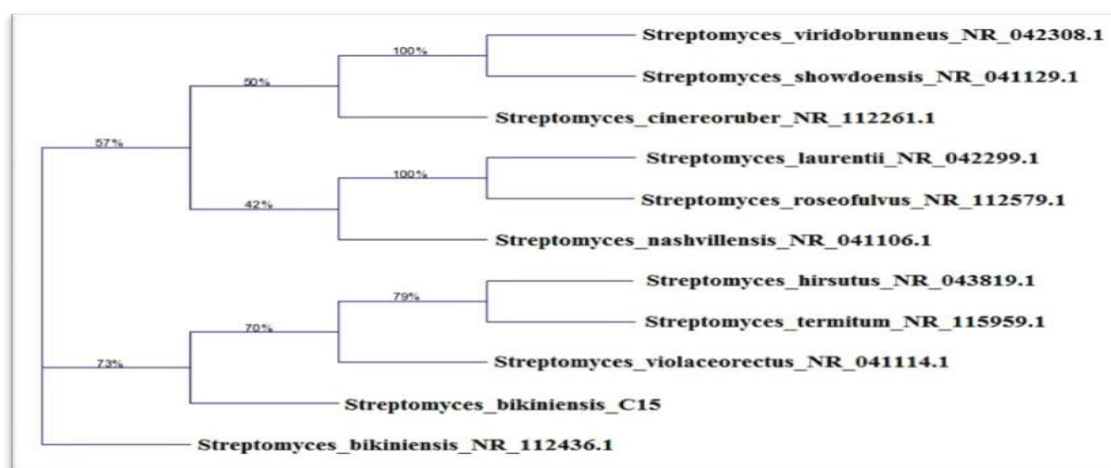 Streptomyces_viridobrunneus_NR_042308.1
100%
Streptomyces_showdoensis_NR_041129.1
50%
Streptomyces_cinereoruber_NR_112261.1
57%
Streptomyces_laurentii_NR_042299.1
100%
Streptomyces_roseofulvus_NR_112579.1
42%
Streptomyces_nashvillensis_NR_041106.1
Streptomyces_hirsutus_NR_043819.1
79%
Streptomyces_termitum_NR_115959.1
70%
Streptomyces_violaceorectus_NR_041114.1
73%
Streptomyces_bikiniensis_C15
Streptomyces_bikiniensis_NR_112436.1